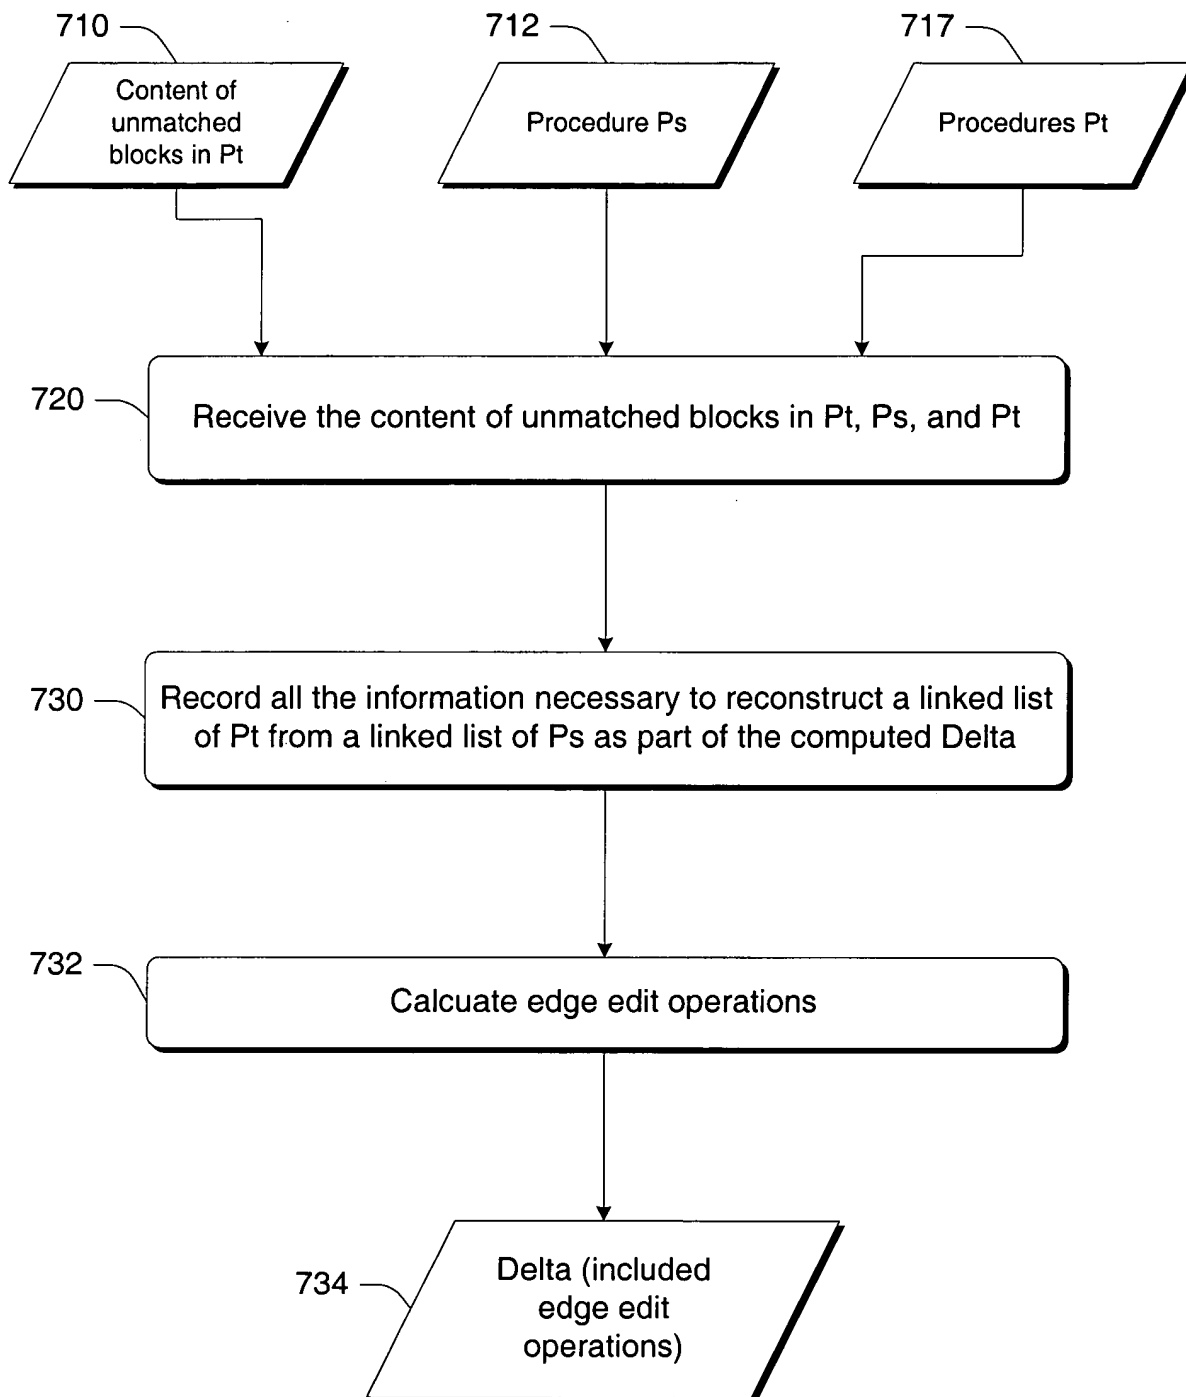 710
712
717
Content of
unmatched
blocks in Pt
Procedure Ps
Procedures Pt
720
Receive the content of unmatched blocks in Pt, Ps, and Pt
730
Record all the information necessary to reconstruct a linked list
of Pt from a linked list of Ps as part of the computed Delta
732
Calcuate edge edit operations
734
Delta (included
edge edit
operations)